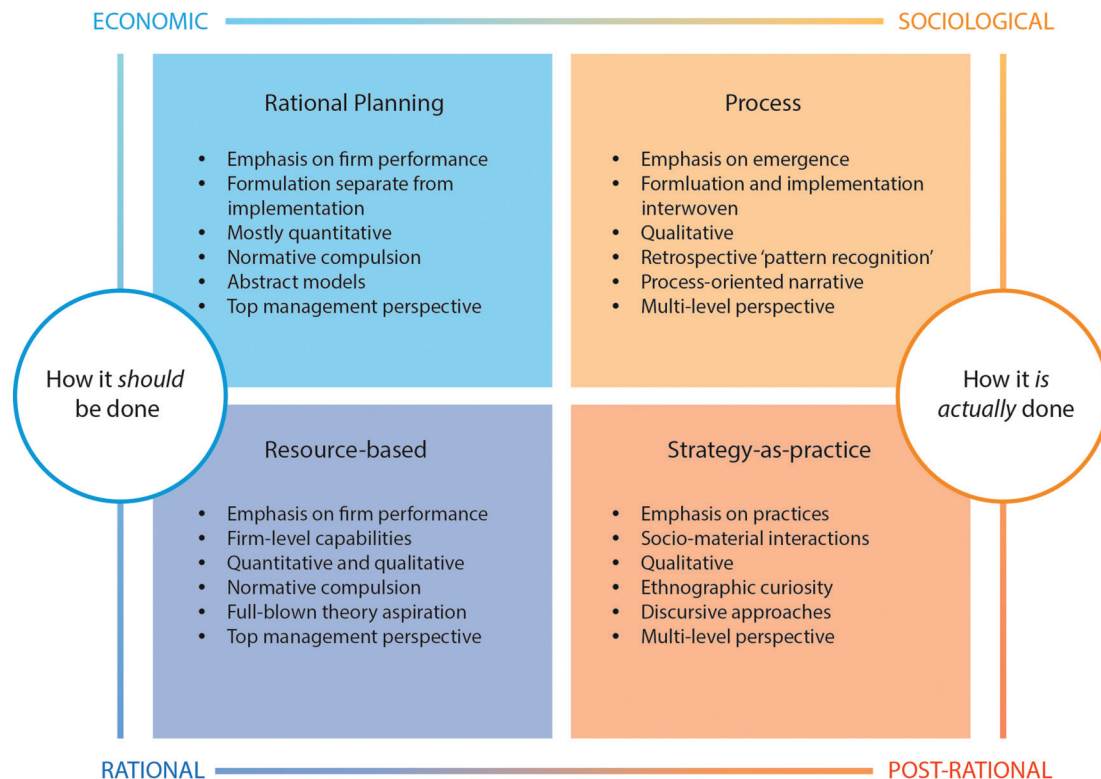 ECONOMIC
SOCIOLOGICAL
Rational Planning
• Emphasis on firm performance
• Formulation separate from
implementation
• Mostly quantitative
• Normative compulsion
• Abstract models
• Top management perspective
Process
• Emphasis on emergence
• Formluation and implementation
interwoven
• Qualitative
• Retrospective ‘pattern recognition’
• Process-oriented narrative
• Multi-level perspective
How it should
be done
How it is
actually done
Resource-based
• Emphasis on firm performance
• Firm-level capabilities
• Quantitative and qualitative
• Normative compulsion
• Full-blown theory aspiration
• Top management perspective
Strategy-as-practice
• Emphasis on practices
• Socio-material interactions
• Qualitative
• Ethnographic curiosity
• Discursive approaches
• Multi-level perspective
RATIONAL
POST-RATIONAL